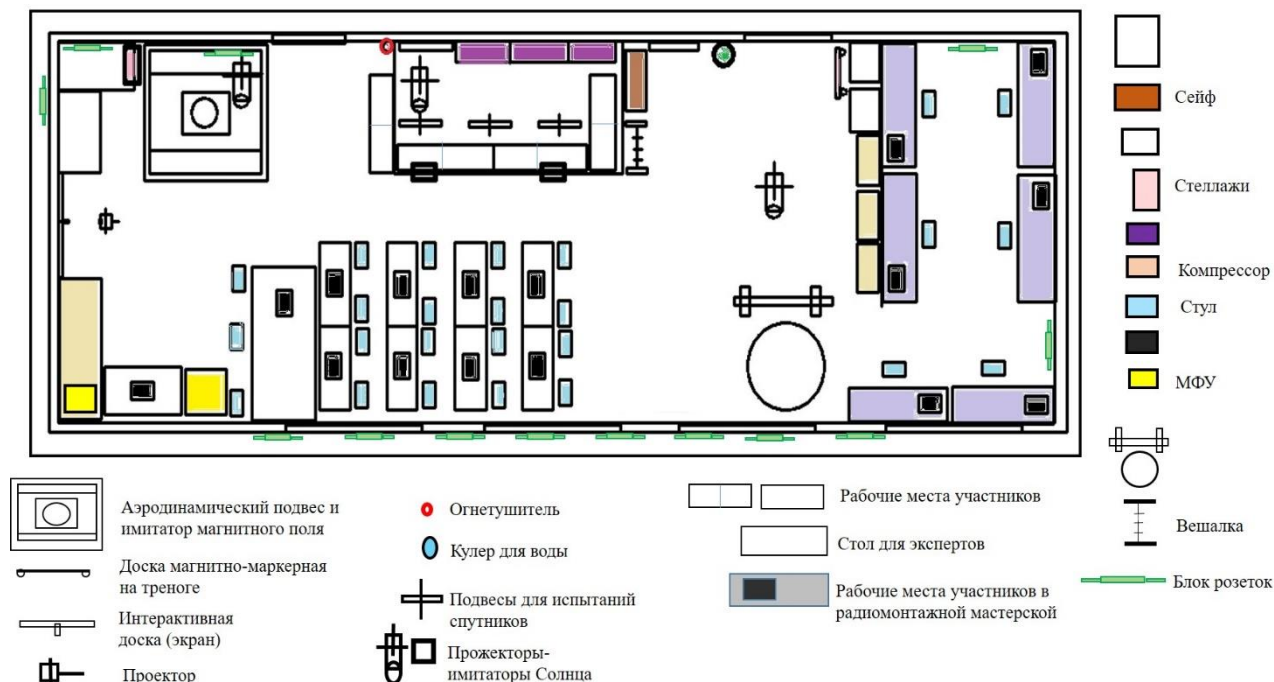 Сейф
Стеллажи
Компрессор
Стул
МФУ
Вешалка
Блок розеток
Аэродинамический подвес и
имитатор магнитного поля
Доска магнитно-маркерная
на треноге
Интерактивная
доска (экран)
Проектор
Огнетушитель
Кулер для воды
Подвесы для испытаний
спутников
Прожекторы-
имитаторы Солнца
Рабочие места участников
Стол для экспертов
Рабочие места участников в
радиомонтажной мастерской